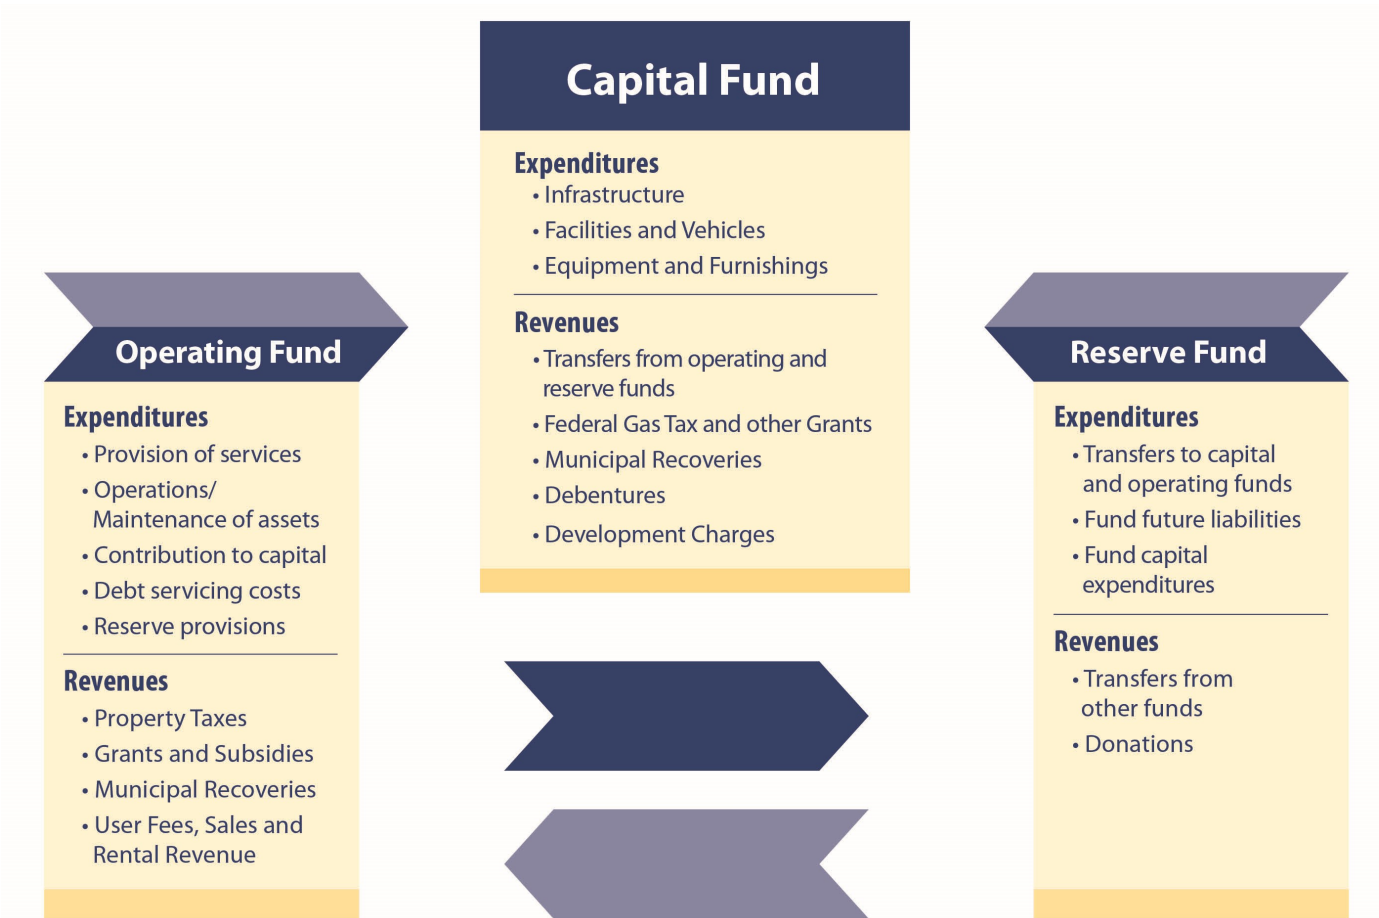 Capital Fund
Expenditures
• Infrastructure
• Facilities and Vehicles
• Equipment and Furnishings
Revenues
• Transfers from operating and
reserve funds
• Federal Gas Tax and other Grants
• Municipal Recoveries
• Debentures
• Development Charges
Operating Fund
Expenditures
• Provision of services
• Operations/
Maintenance of assets
• Contribution to capital
• Debt servicing costs
• Reserve provisions
Revenues
• Property Taxes
• Grants and Subsidies
• Municipal Recoveries
• User Fees, Sales and
Rental Revenue
Reserve Fund
Expenditures
• Transfers to capital
and operating funds
• Fund future liabilities
• Fund capital
expenditures
Revenues
• Transfers from
other funds
• Donations